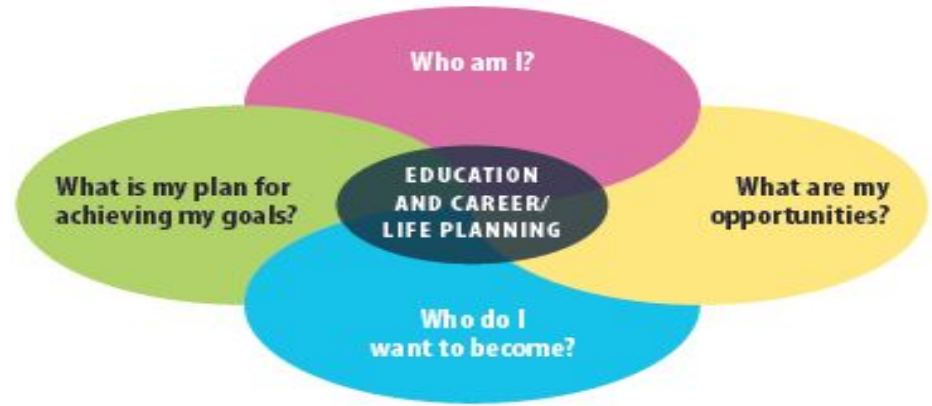 Who am I?
What is my plan for
achieving my goals?
EDUCATION
AND CAREER/
LIFE PLANNING
What are my
opportunities?
Who do I
want to become?